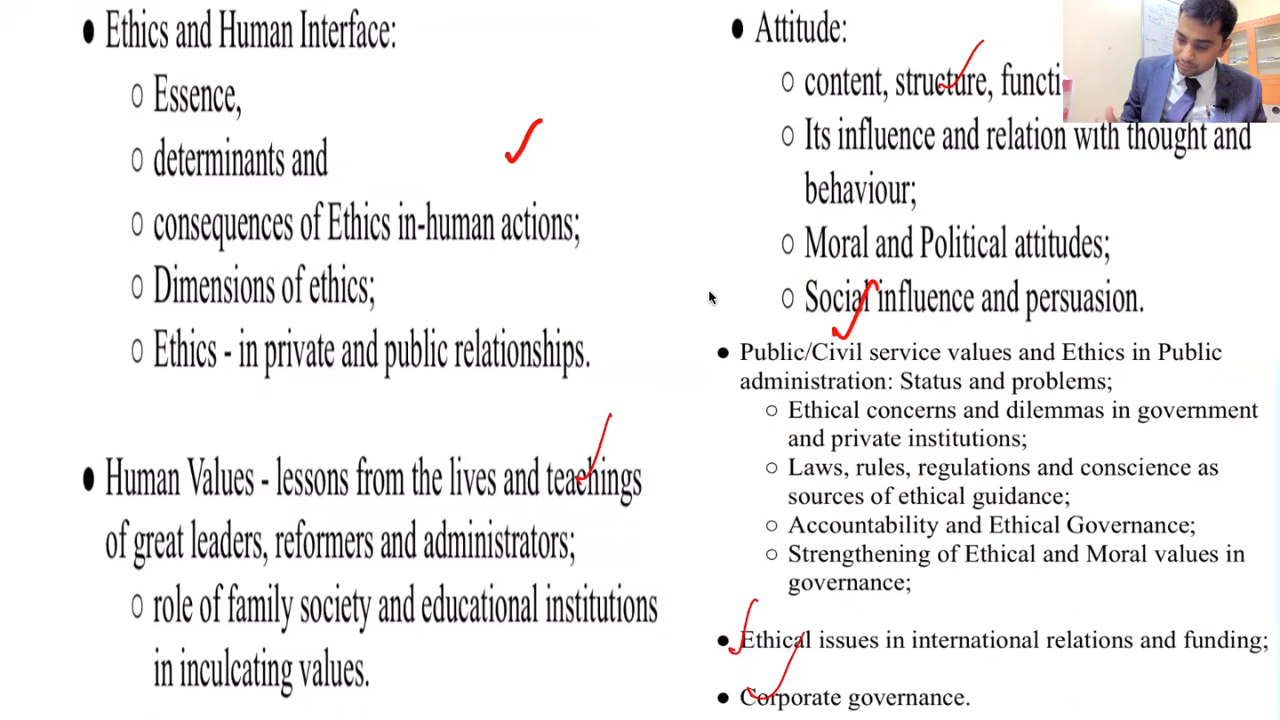 ● Ethics and Human Interface:
○ Essence,
○ determinants and
○ consequences of Ethics in-human actions;
○ Dimensions of ethics;
○ Ethics - in private and public relationships.
● Human Values - lessons from the lives and teachings
of great leaders, reformers and administrators;
○ role of family society and educational institutions
in inculcating values.
● Attitude:
○ content, structure,
○ Its influence and relation with thought and
behaviour;
○ Moral and Political attitudes;
○ Social influence and persuasion.
● Public/Civil service values and Ethics in Public
administration: Status and problems;
○ Ethical concerns and dilemmas in government
and private institutions;
○ Laws, rules, regulations and conscience as
sources of ethical guidance;
○ Accountability and Ethical Governance;
○ Strengthening of Ethical and Moral values in
governance;
● Ethical issues in international relations and funding;
● Corporate governance.